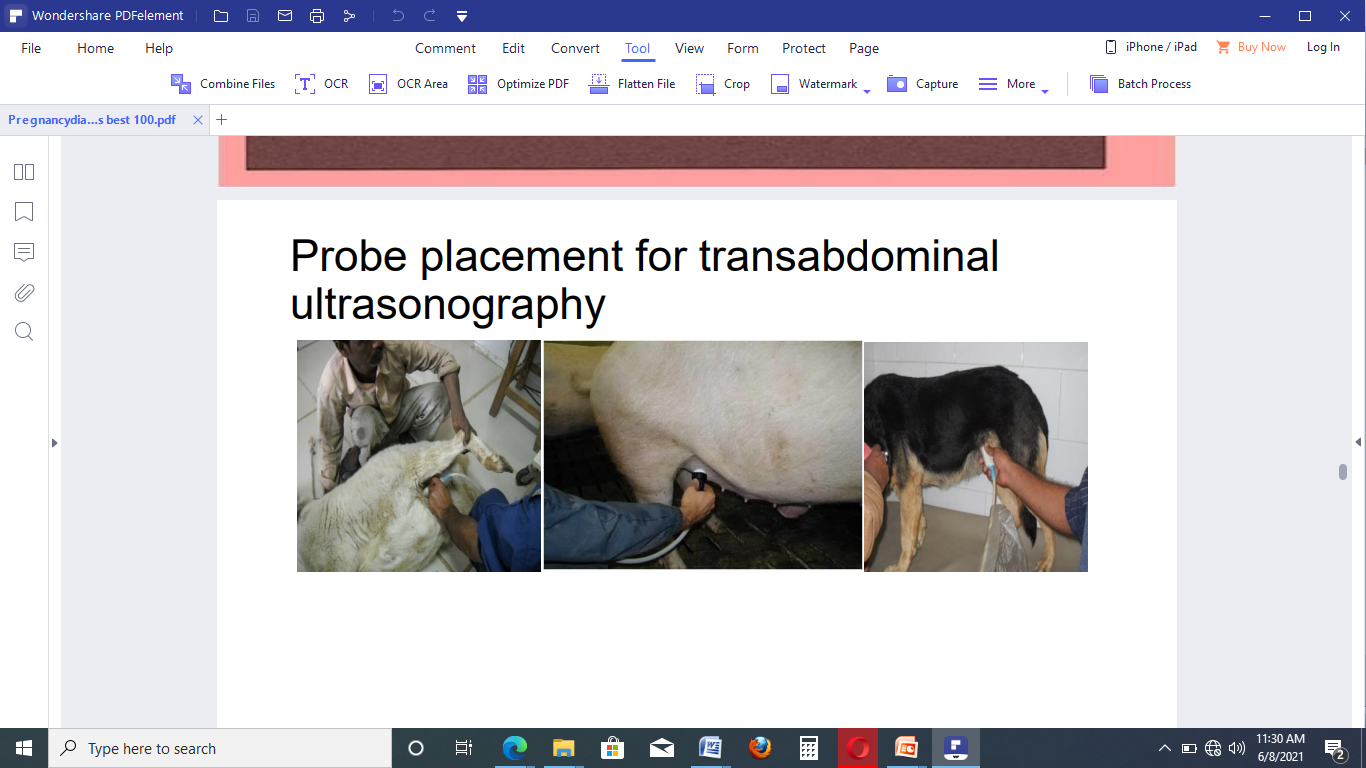 Wondershare PDFelement
File Home Help Comment Edit Convert Tool View Form Protect Page iPhone / iPad Buy Now Log In
Combine Files OCR OCR Area Optimize PDF Flatten File Crop Watermark Capture More Batch Process
Pregnancydia...s best 100.pdf
Probe placement for transabdominal
ultrasonography
Type here to search
11:30 AM
6/8/2021
2